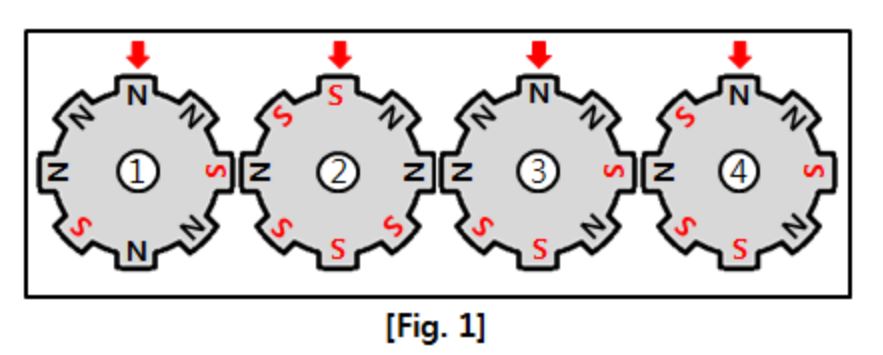 N S N N
N N S N N N S N
N ① S N ② N N ③ S N ④ S
S N S S S N S N
N S S S
[Fig. 1]